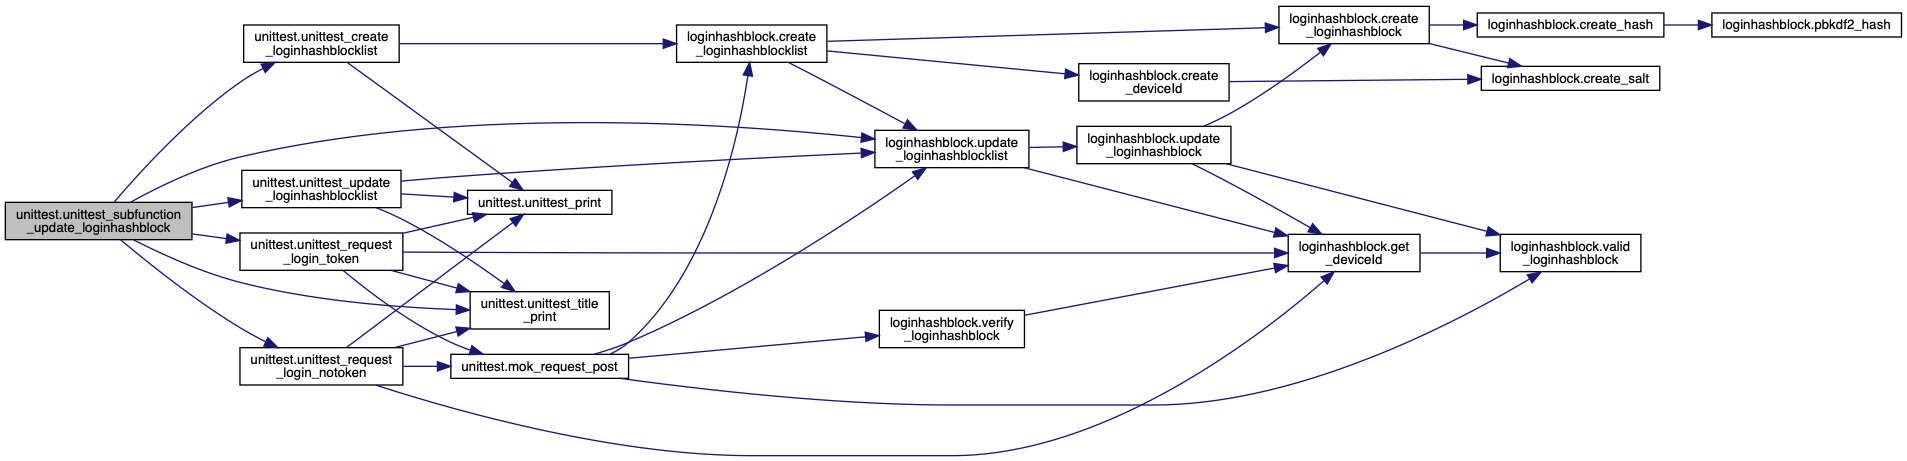 unittest.unittest_subfunction
_update_loginhashblock
unittest.unittest_create
_loginhashblocklist
unittest.unittest_update
_loginhashblocklist
unittest.unittest_request
_login_token
unittest.unittest_request
_login_notoken
unittest.unittest_print
unittest.unittest_title
_print
unittest.mok_request_post
loginhashblock.create
_loginhashblocklist
loginhashblock.update
_loginhashblocklist
loginhashblock.verify
_loginhashblock
loginhashblock.create
_deviceId
loginhashblock.update
_loginhashblock
loginhashblock.create
_loginhashblock
loginhashblock.get
_deviceId
loginhashblock.create_hash
loginhashblock.create_salt
loginhashblock.valid
_loginhashblock
loginhashblock.pbkdf2_hash